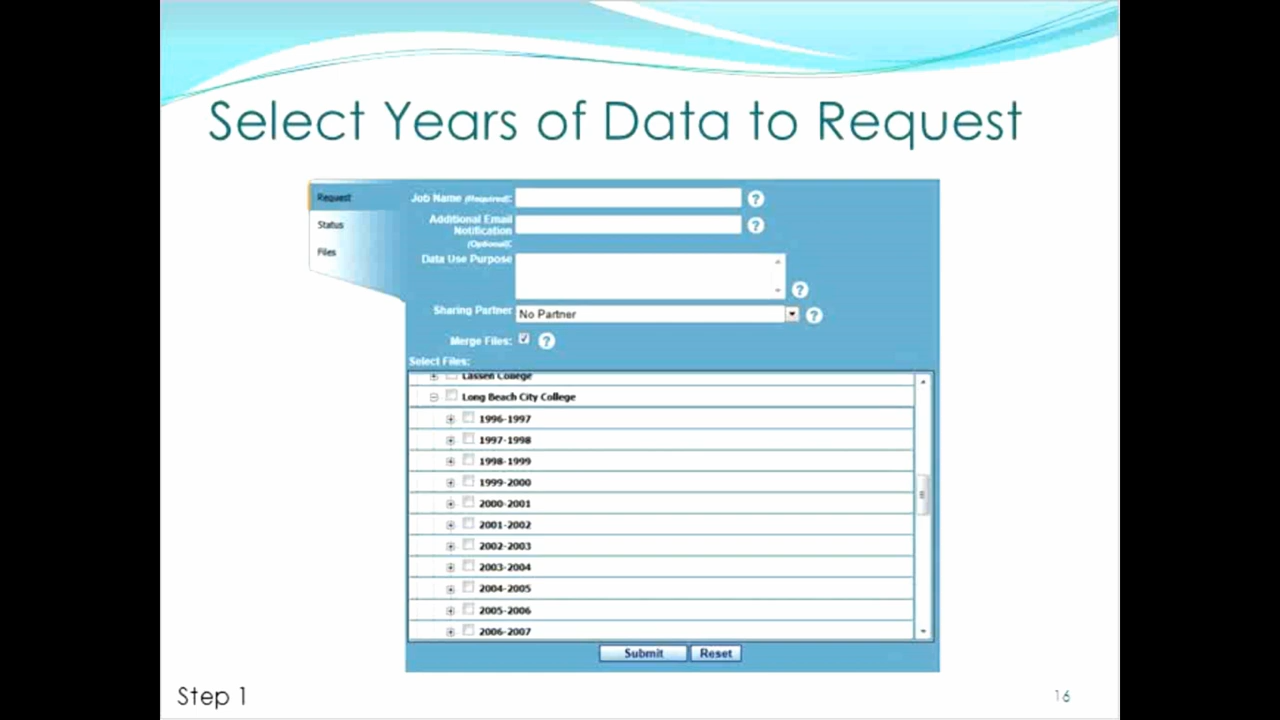 Select Years of Data to Request
Request
Status
Files
Job Name (Required):
?
Additional Email
Notification
(Optional):
?
Data Use Purpose
?
Sharing Partner
No Partner
?
Merge Files:
?
Select Files:
Lassen College
Long Beach City College
1996-1997
1997-1998
1998-1999
1999-2000
2000-2001
2001-2002
2002-2003
2003-2004
2004-2005
2005-2006
2006-2007
Submit
Reset
Step 1
16